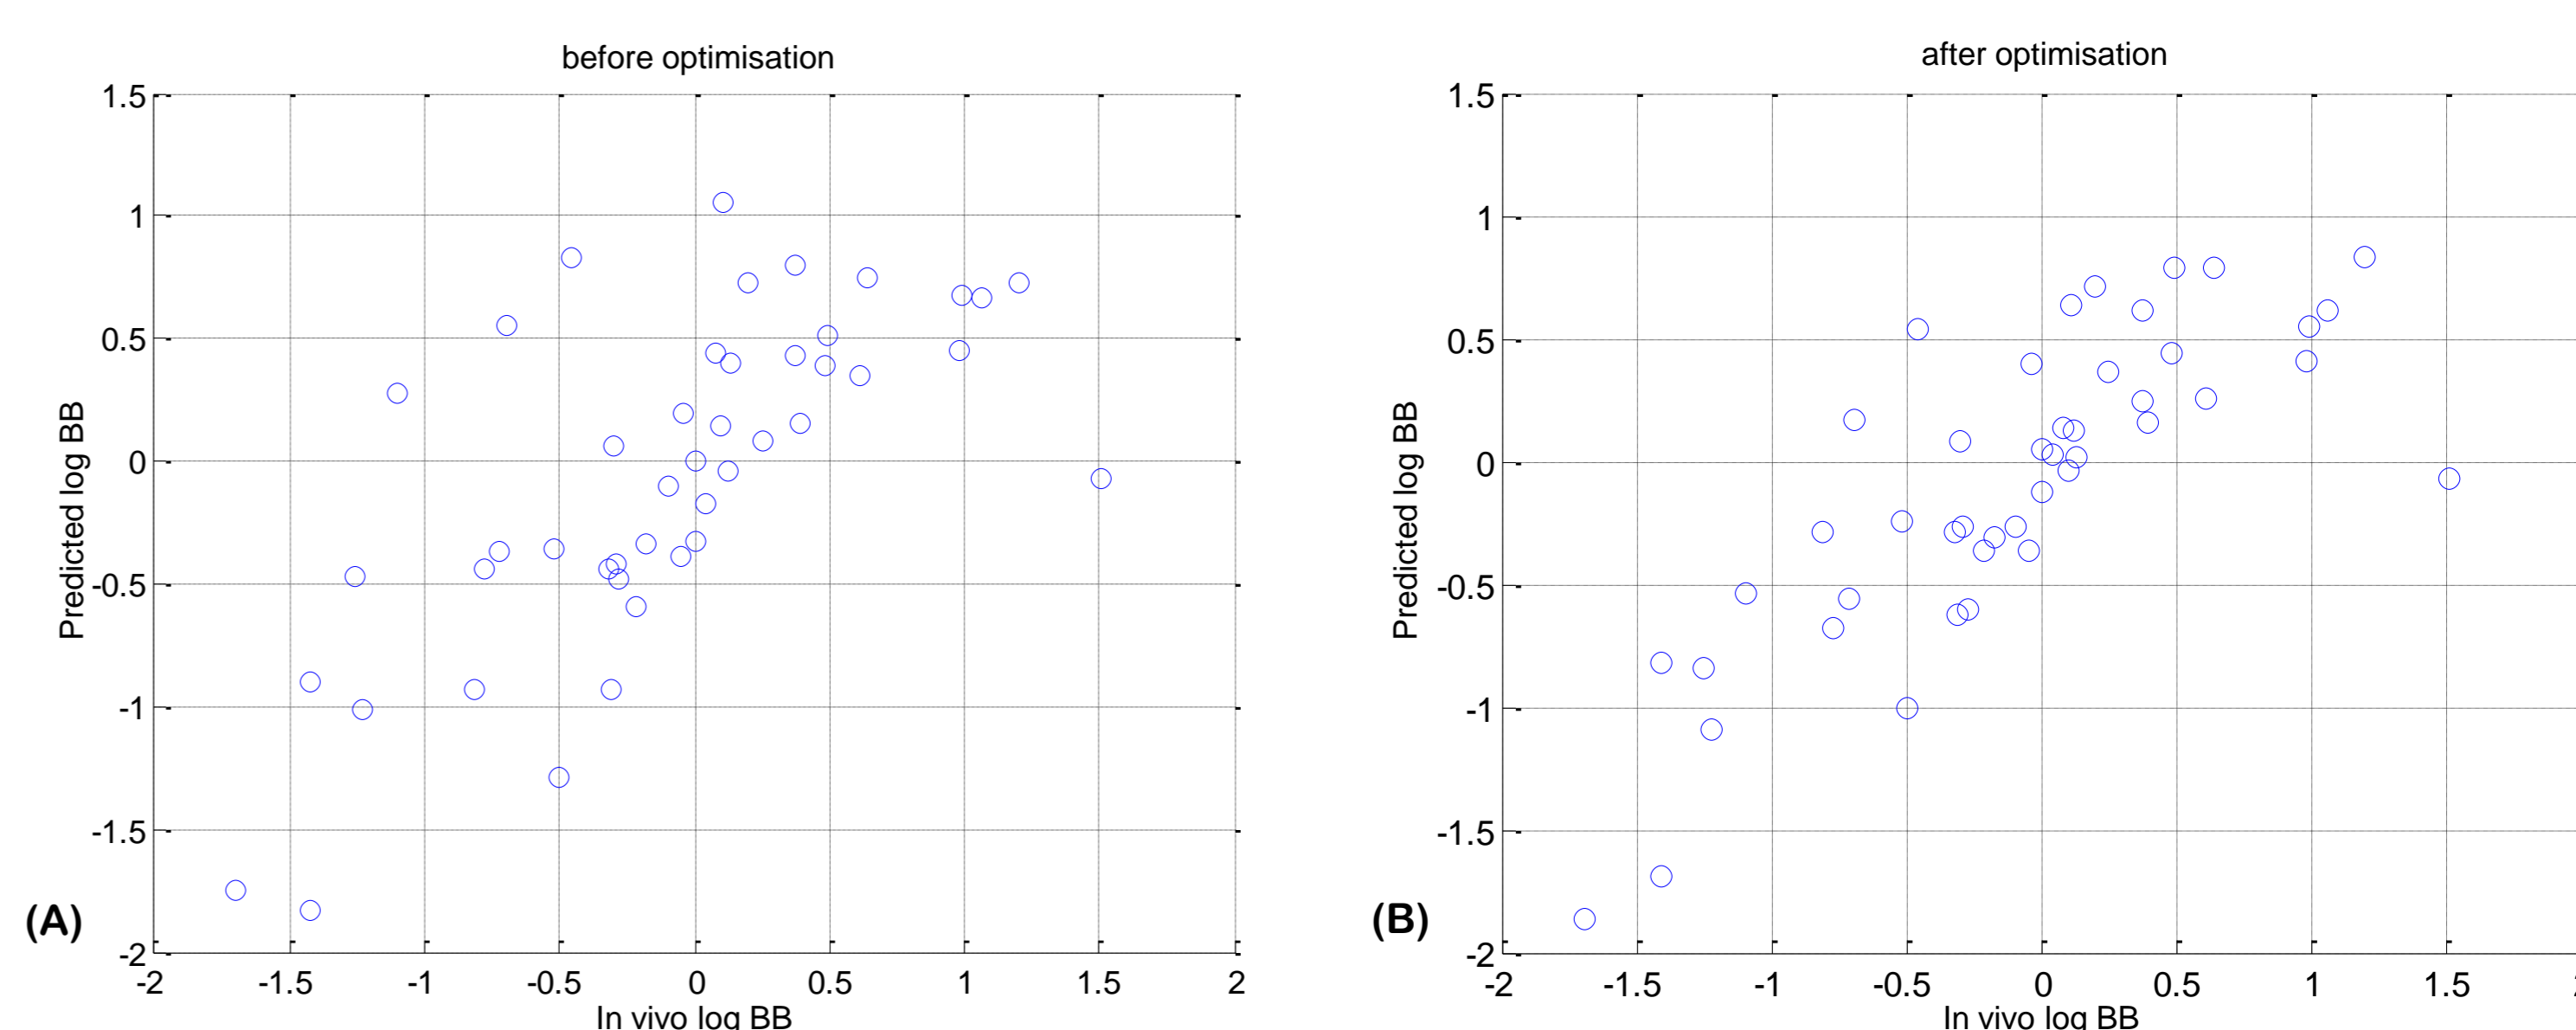 before optimisation
1.5
1
0.5
0
-0.5
-1
-1.5
-2
Predicted log BB
-2 -1.5 -1 -0.5 0 0.5 1 1.5 2
In vivo log BB
(A)
after optimisation
1.5
1
0.5
0
-0.5
-1
-1.5
-2
Predicted log BB
-2 -1.5 -1 -0.5 0 0.5 1 1.5
In vivo log BB
(B)